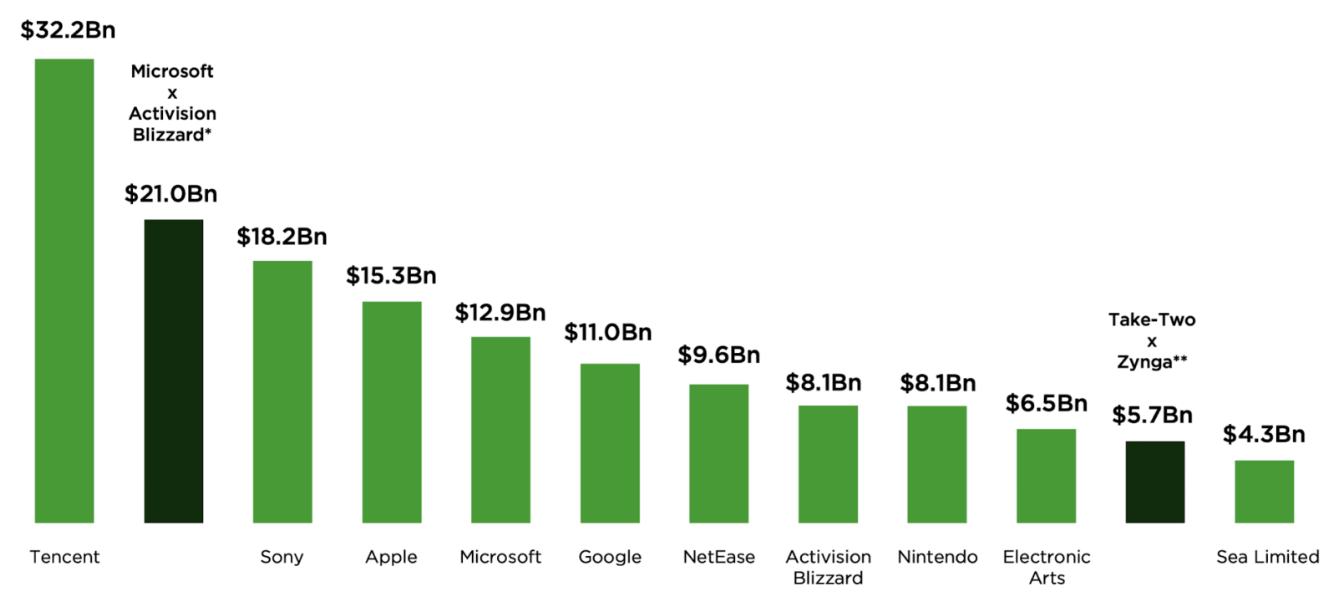 $32.2Bn
Microsoft
x
Activision
Blizzard*
$21.0Bn
$18.2Bn
$15.3Bn
$12.9Bn
$11.0Bn
$9.6Bn
$8.1Bn
$8.1Bn
$6.5Bn
Take-Two
x
Zynga**
$5.7Bn
$4.3Bn
Tencent
Sony
Apple
Microsoft
Google
NetEase
Activision
Blizzard
Nintendo
Electronic
Arts
Sea Limited